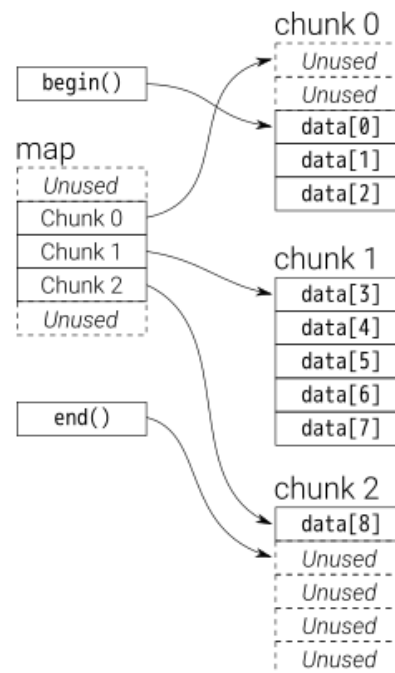 begin()
map
Unused
Chunk 0
Chunk 1
Chunk 2
Unused
end()
chunk 0
Unused
Unused
data[0]
data[1]
data[2]
chunk 1
data[3]
data[4]
data[5]
data[6]
data[7]
chunk 2
data[8]
Unused
Unused
Unused
Unused